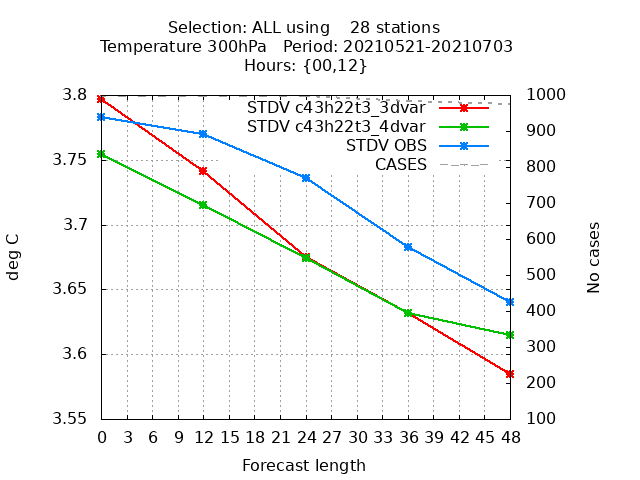 Selection: ALL using    28 stations
Temperature 300hPa   Period: 20210521-20210703
Hours: {00,12}
3.8
3.75
3.7
3.65
3.6
3.55
deg C
STDV c43h22t3_3dvar
STDV c43h22t3_4dvar
STDV OBS
CASES
1000
900
800
700
600
500
400
300
200
100
No cases
0 3 6 9 12 15 18 21 24 27 30 33 36 39 42 45 48
Forecast length